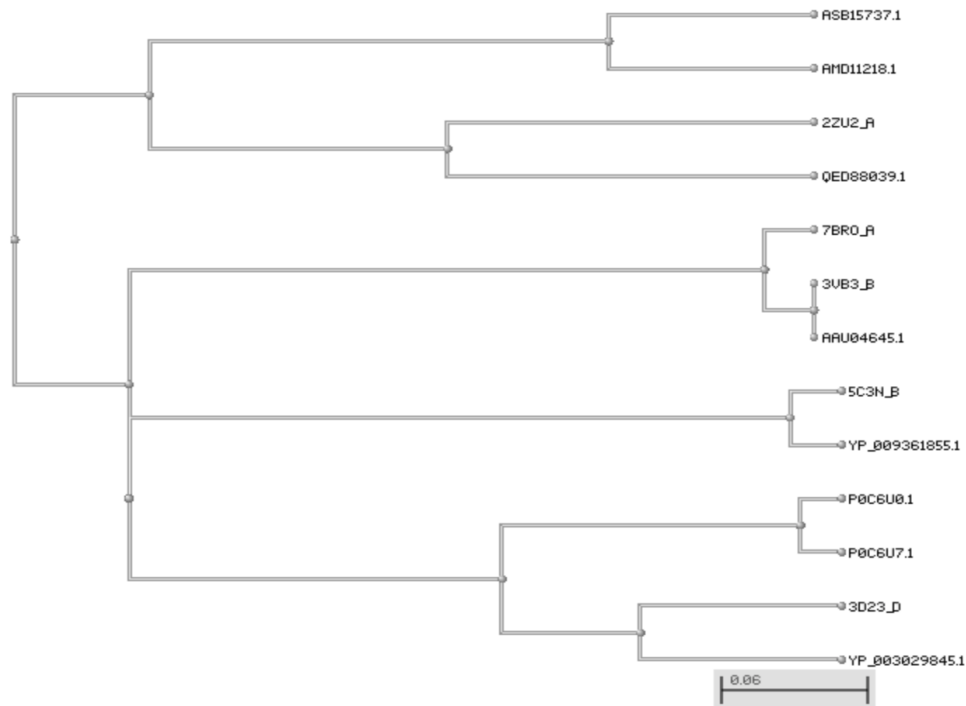 ASB15737.1
AMD11218.1
2ZU2_A
QED88039.1
7BRO_A
3VB3_B
AAU04645.1
5C3N_B
YP_009361855.1
P0C6U0.1
P0C6U7.1
3D23_D
YP_003029845.1
0.06